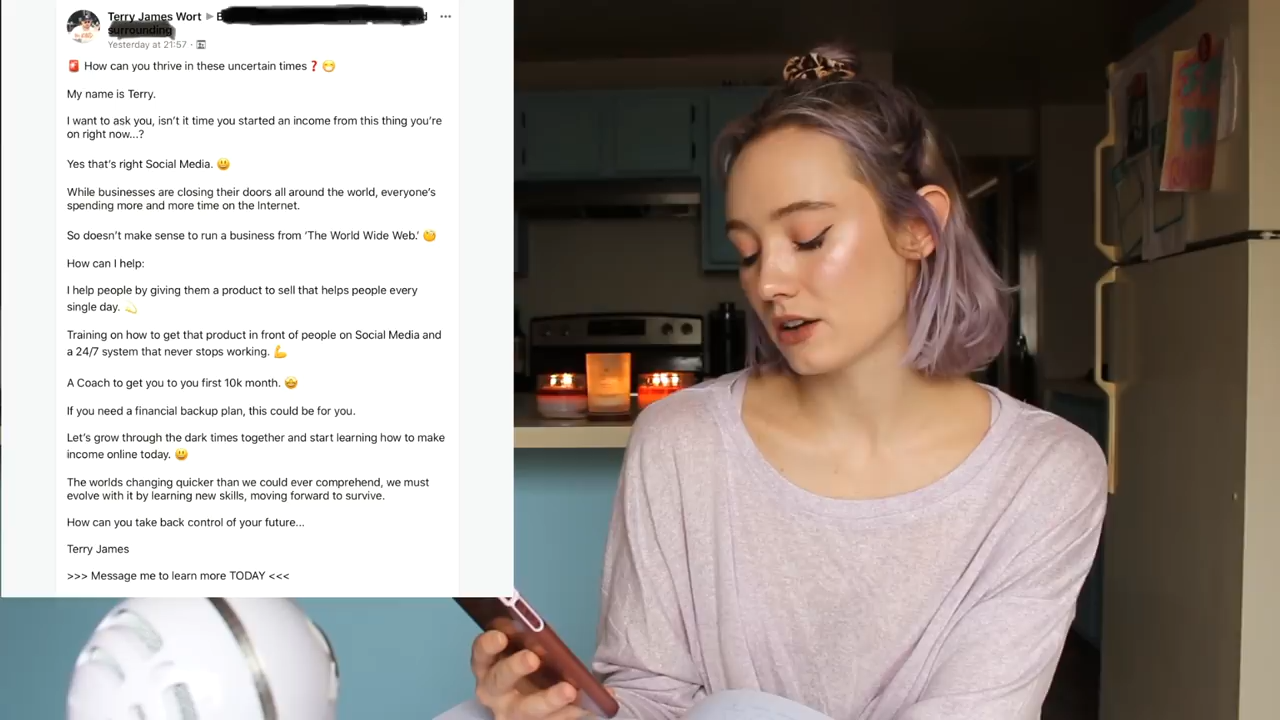 Terry James Wort ▶
surrounding
Yesterday at 21:57 ·
🚨 How can you thrive in these uncertain times❓ 😁
My name is Terry.
I want to ask you, isn't it time you started an income from this thing you're
on right now...?
Yes that's right Social Media. 😃
While businesses are closing their doors all around the world, everyone's
spending more and more time on the Internet.
So doesn't make sense to run a business from 'The World Wide Web.' 🧐
How can I help:
I help people by giving them a product to sell that helps people every
single day. 💫
Training on how to get that product in front of people on Social Media and
a 24/7 system that never stops working. 💪
A Coach to get you to you first 10k month. 🤩
If you need a financial backup plan, this could be for you.
Let's grow through the dark times together and start learning how to make
income online today. 😃
The worlds changing quicker than we could ever comprehend, we must
evolve with it by learning new skills, moving forward to survive.
How can you take back control of your future...
Terry James
>>> Message me to learn more TODAY <<<